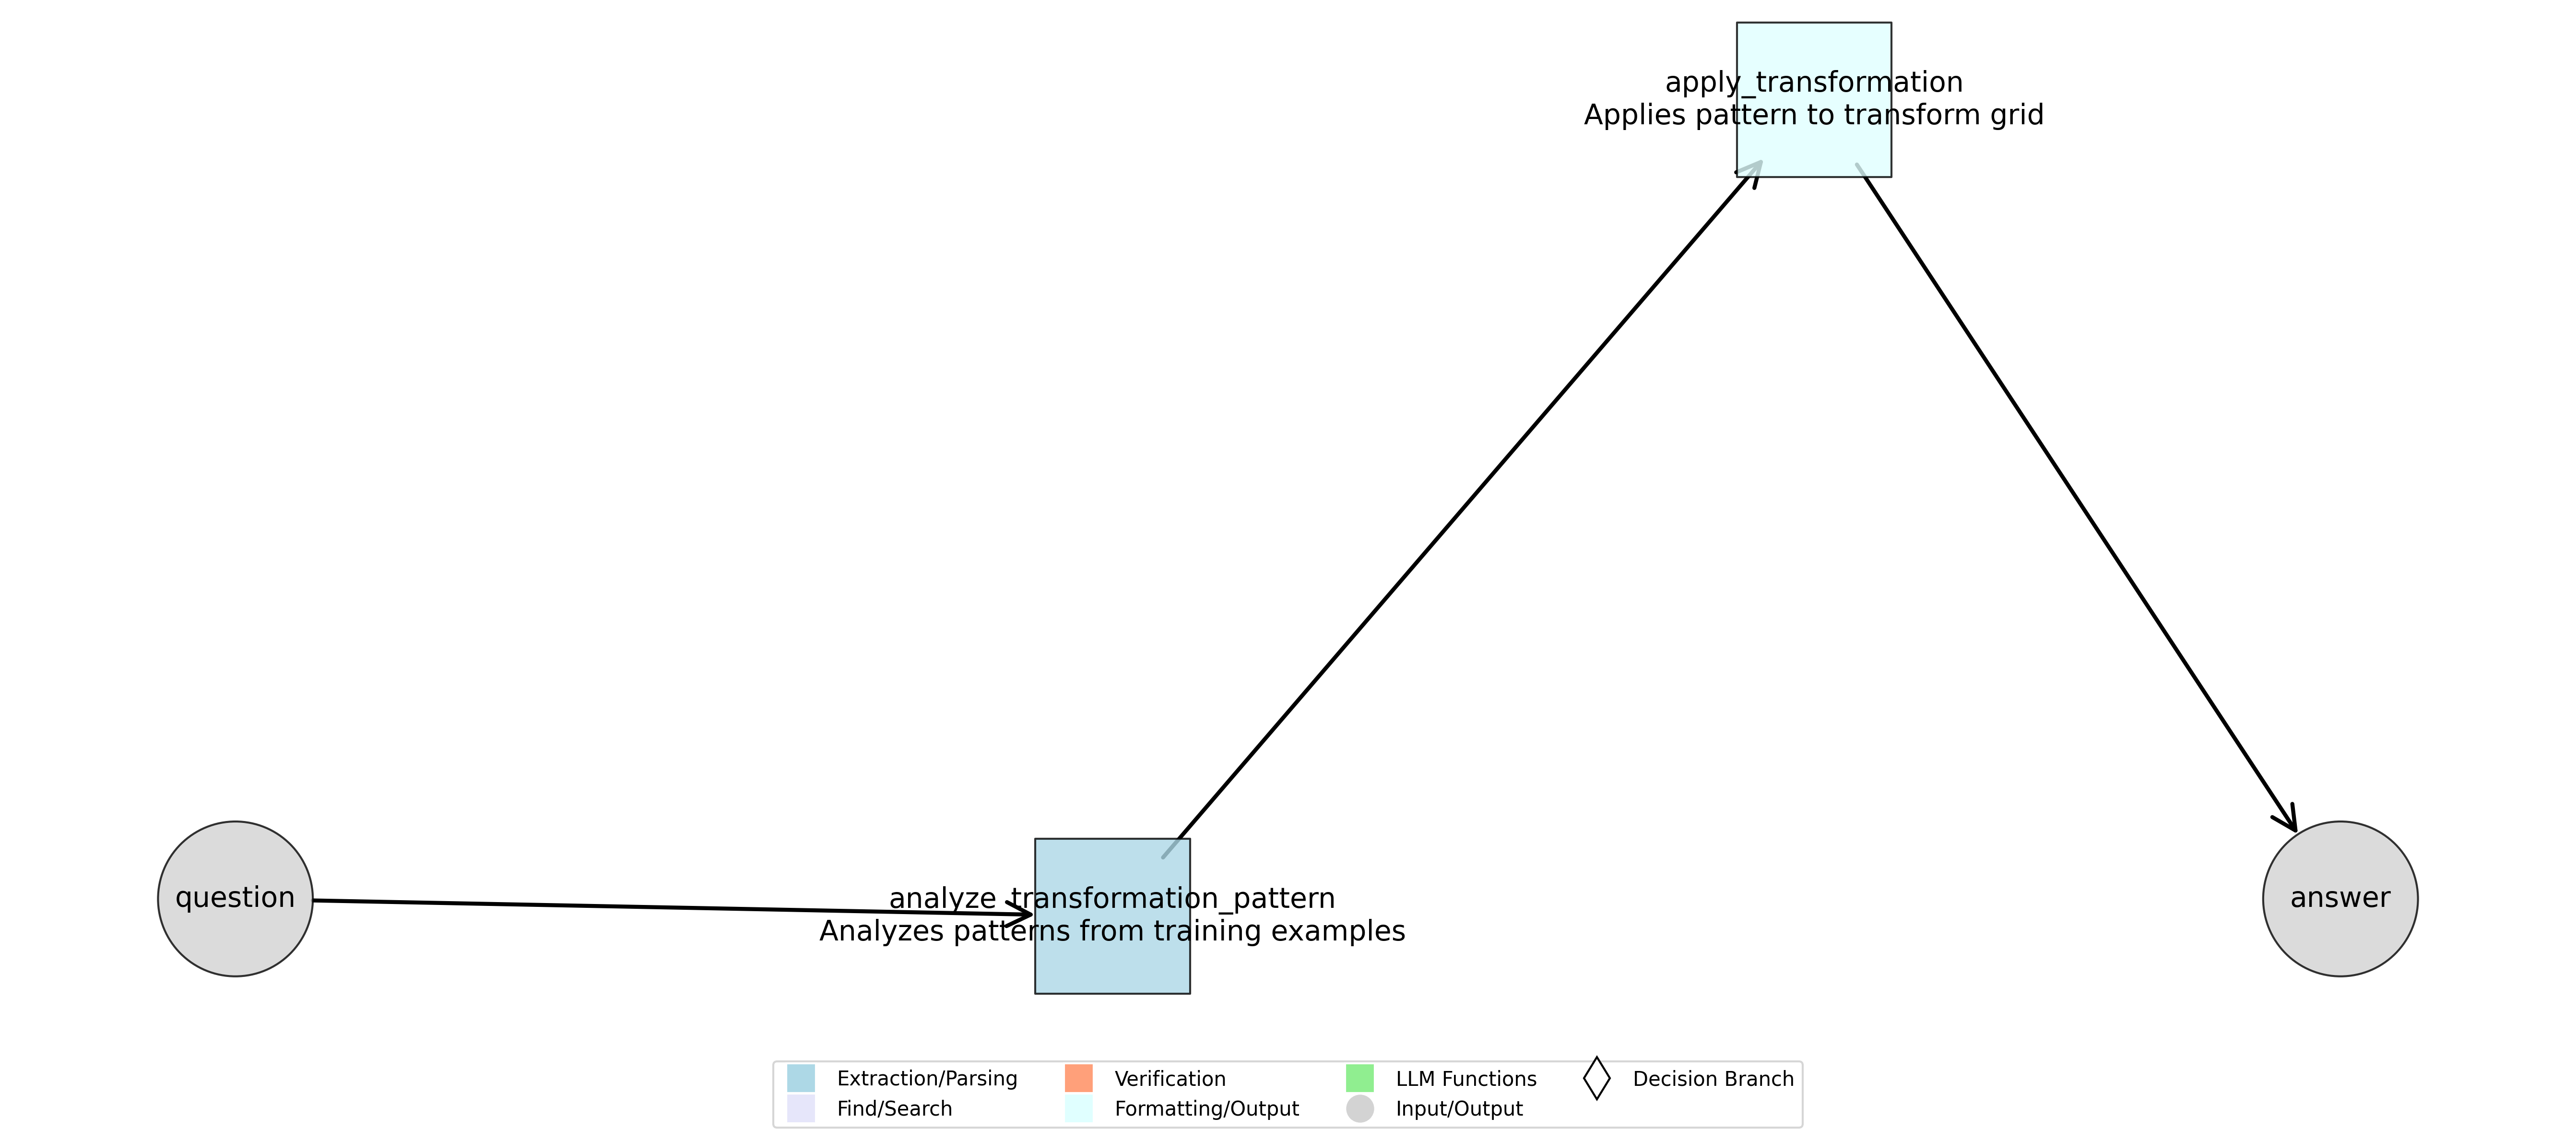 apply_transformation
Applies pattern to transform grid
question
analyze_transformation_pattern
Analyzes patterns from training examples
answer
Extraction/Parsing
Find/Search
Verification
Formatting/Output
LLM Functions
Input/Output
Decision Branch